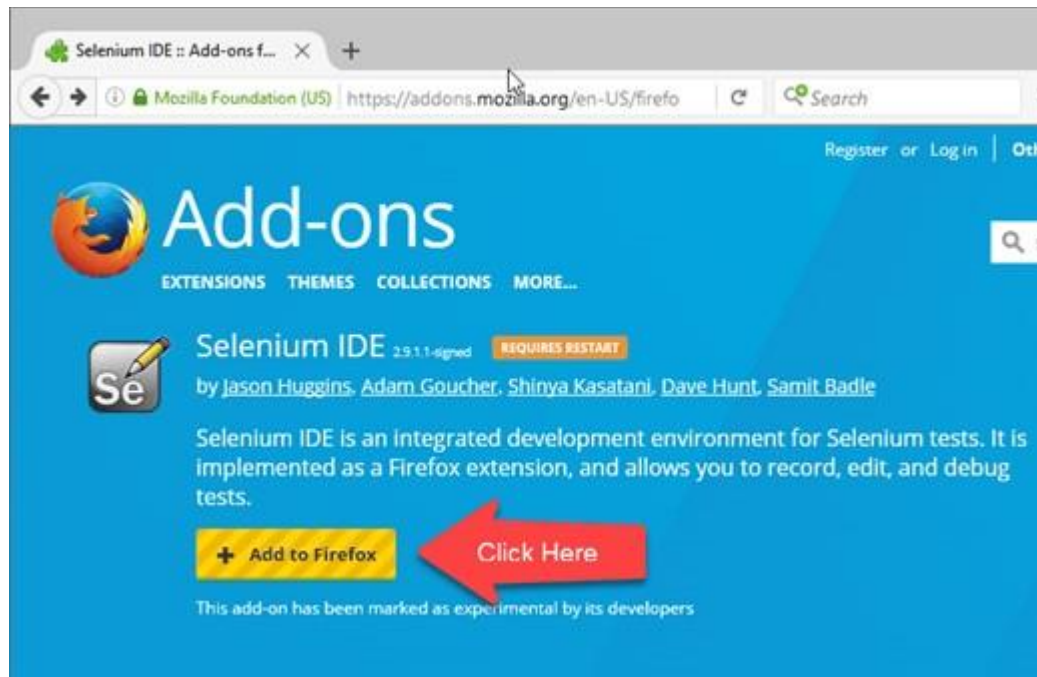 Selenium IDE :: Add-ons f...
Mozilla Foundation (US) https://addons.mozilla.org/en-US/firefo Search
Register or Log in | Oth
Add-ons
EXTENSIONS THEMES COLLECTIONS MORE...
Se
Selenium IDE 2.9.1.1-signed REQUIRES RESTART
by Jason Huggins, Adam Goucher, Shinya Kasatani, Dave Hunt, Samit Badle
Selenium IDE is an integrated development environment for Selenium tests. It is
implemented as a Firefox extension, and allows you to record, edit, and debug
tests.
+ Add to Firefox Click Here
This add-on has been marked as experimental by its developers